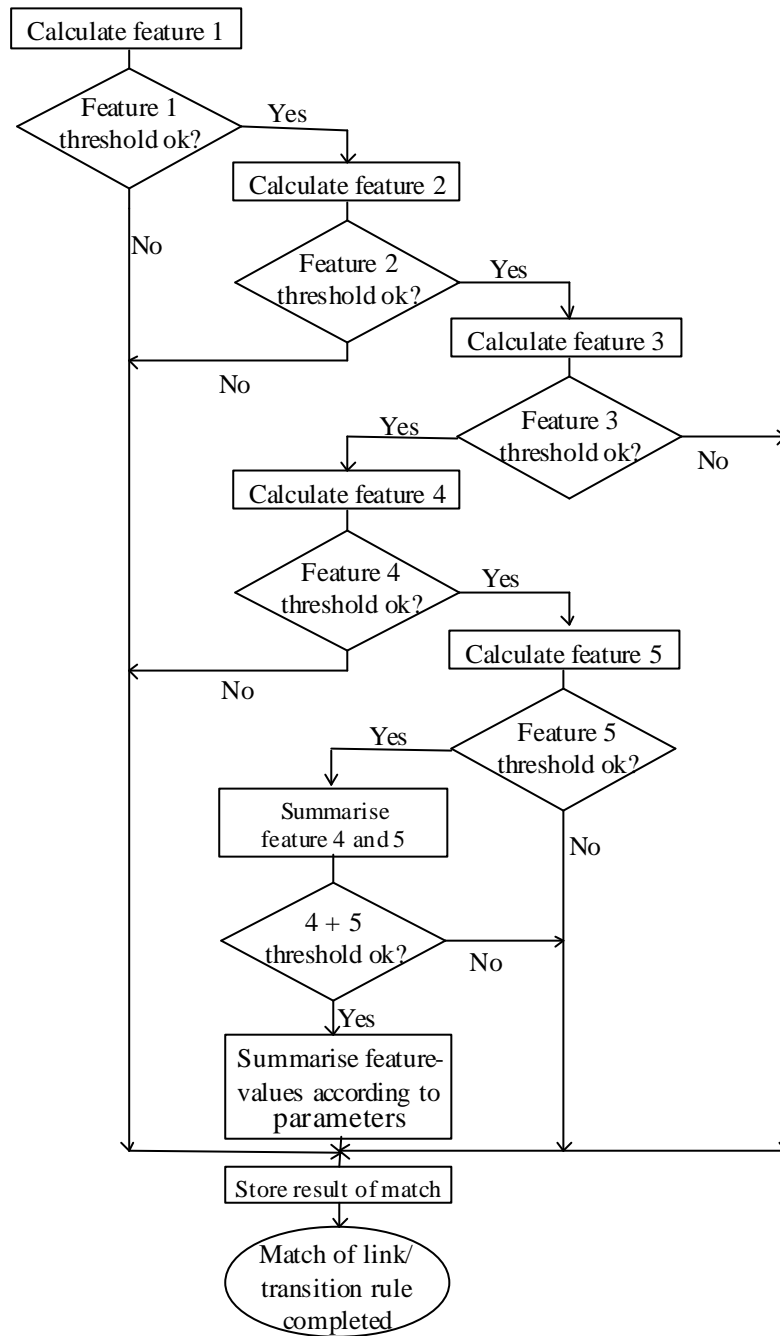 Calculate feature 1
Feature 1
threshold ok?
Yes
Calculate feature 2
No
Feature 2
threshold ok?
Yes
Calculate feature 3
No
Feature 3
threshold ok?
Yes
No
Calculate feature 4
Feature 4
threshold ok?
Yes
Calculate feature 5
No
Feature 5
threshold ok?
Yes
Summarise
feature 4 and 5
No
4 + 5
threshold ok?
No
Yes
Summarise feature-
values according to
parameters
Store result of match
Match of link/
transition rule
completed